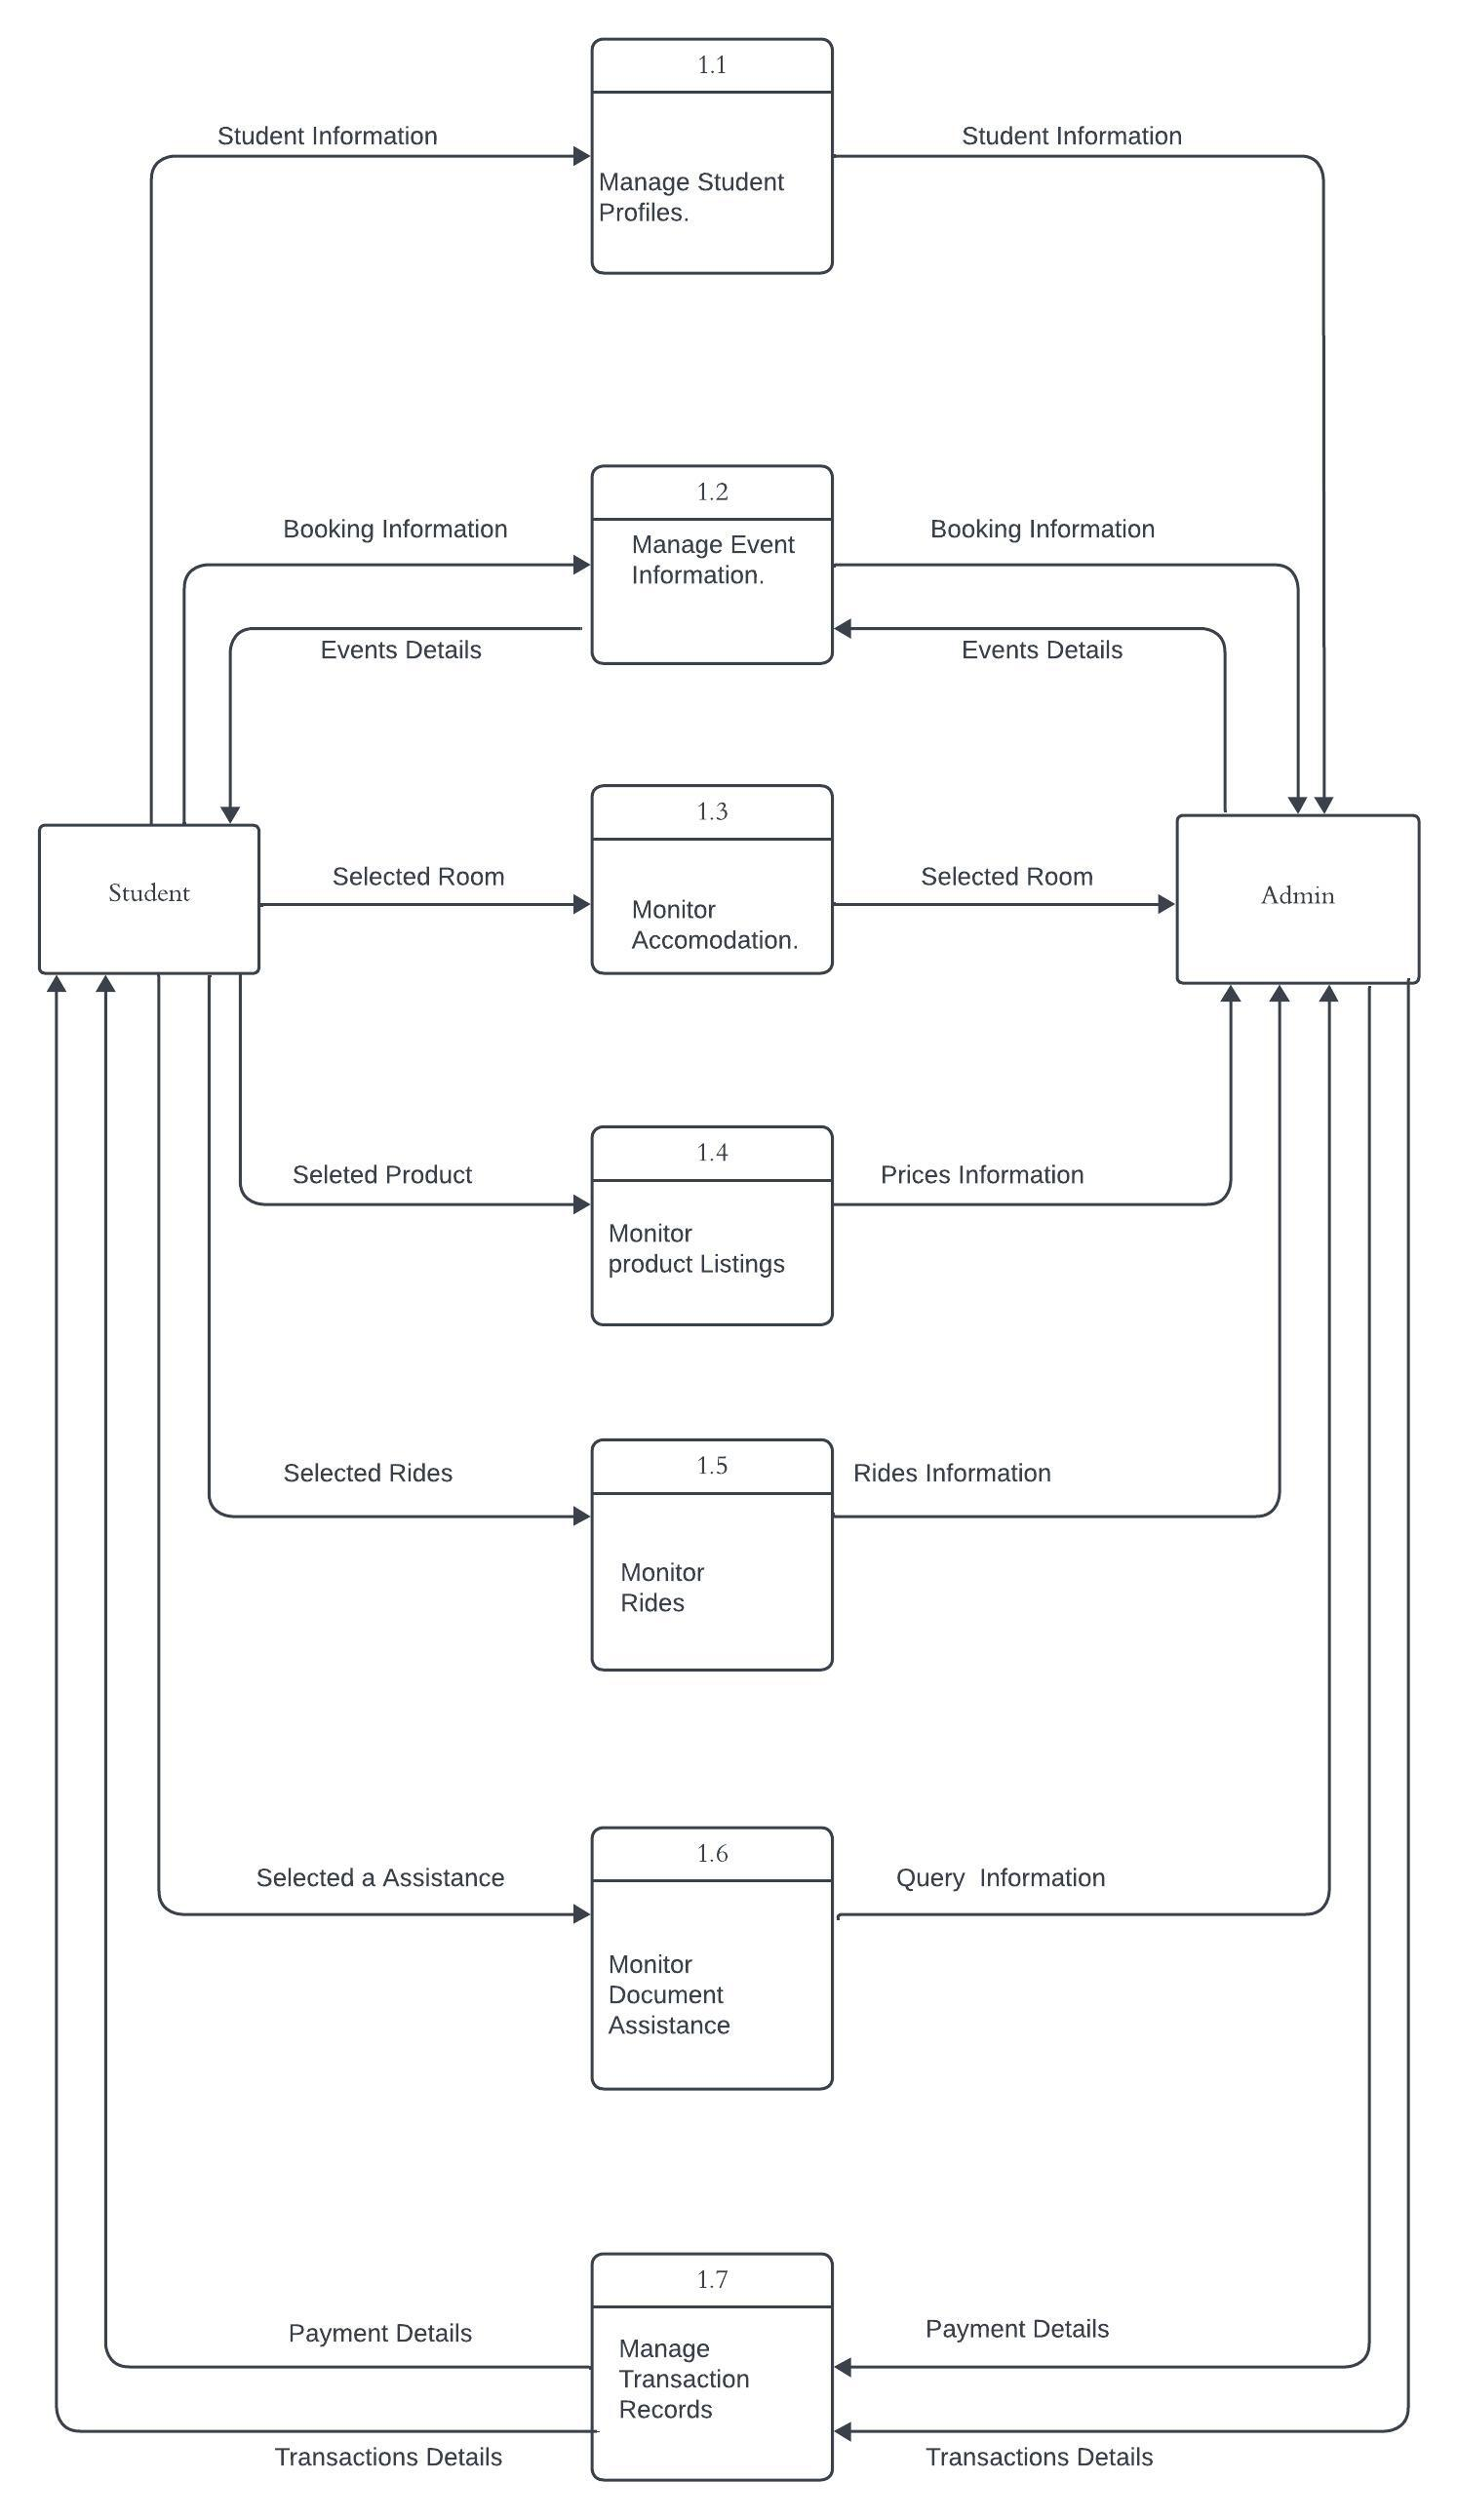 1.1
Student Information
Student Information
Manage Student
Profiles.
1.2
Booking Information
Booking Information
Manage Event
Information.
Events Details
Events Details
1.3
Student
Selected Room
Selected Room
Admin
Monitor
Accomodation.
1.4
Seleted Product
Prices Information
Monitor
product Listings
1.5
Selected Rides
Rides Information
Monitor
Rides
1.6
Selected a Assistance
Query  Information
Monitor
Document
Assistance
1.7
Payment Details
Payment Details
Manage
Transaction
Records
Transactions Details
Transactions Details